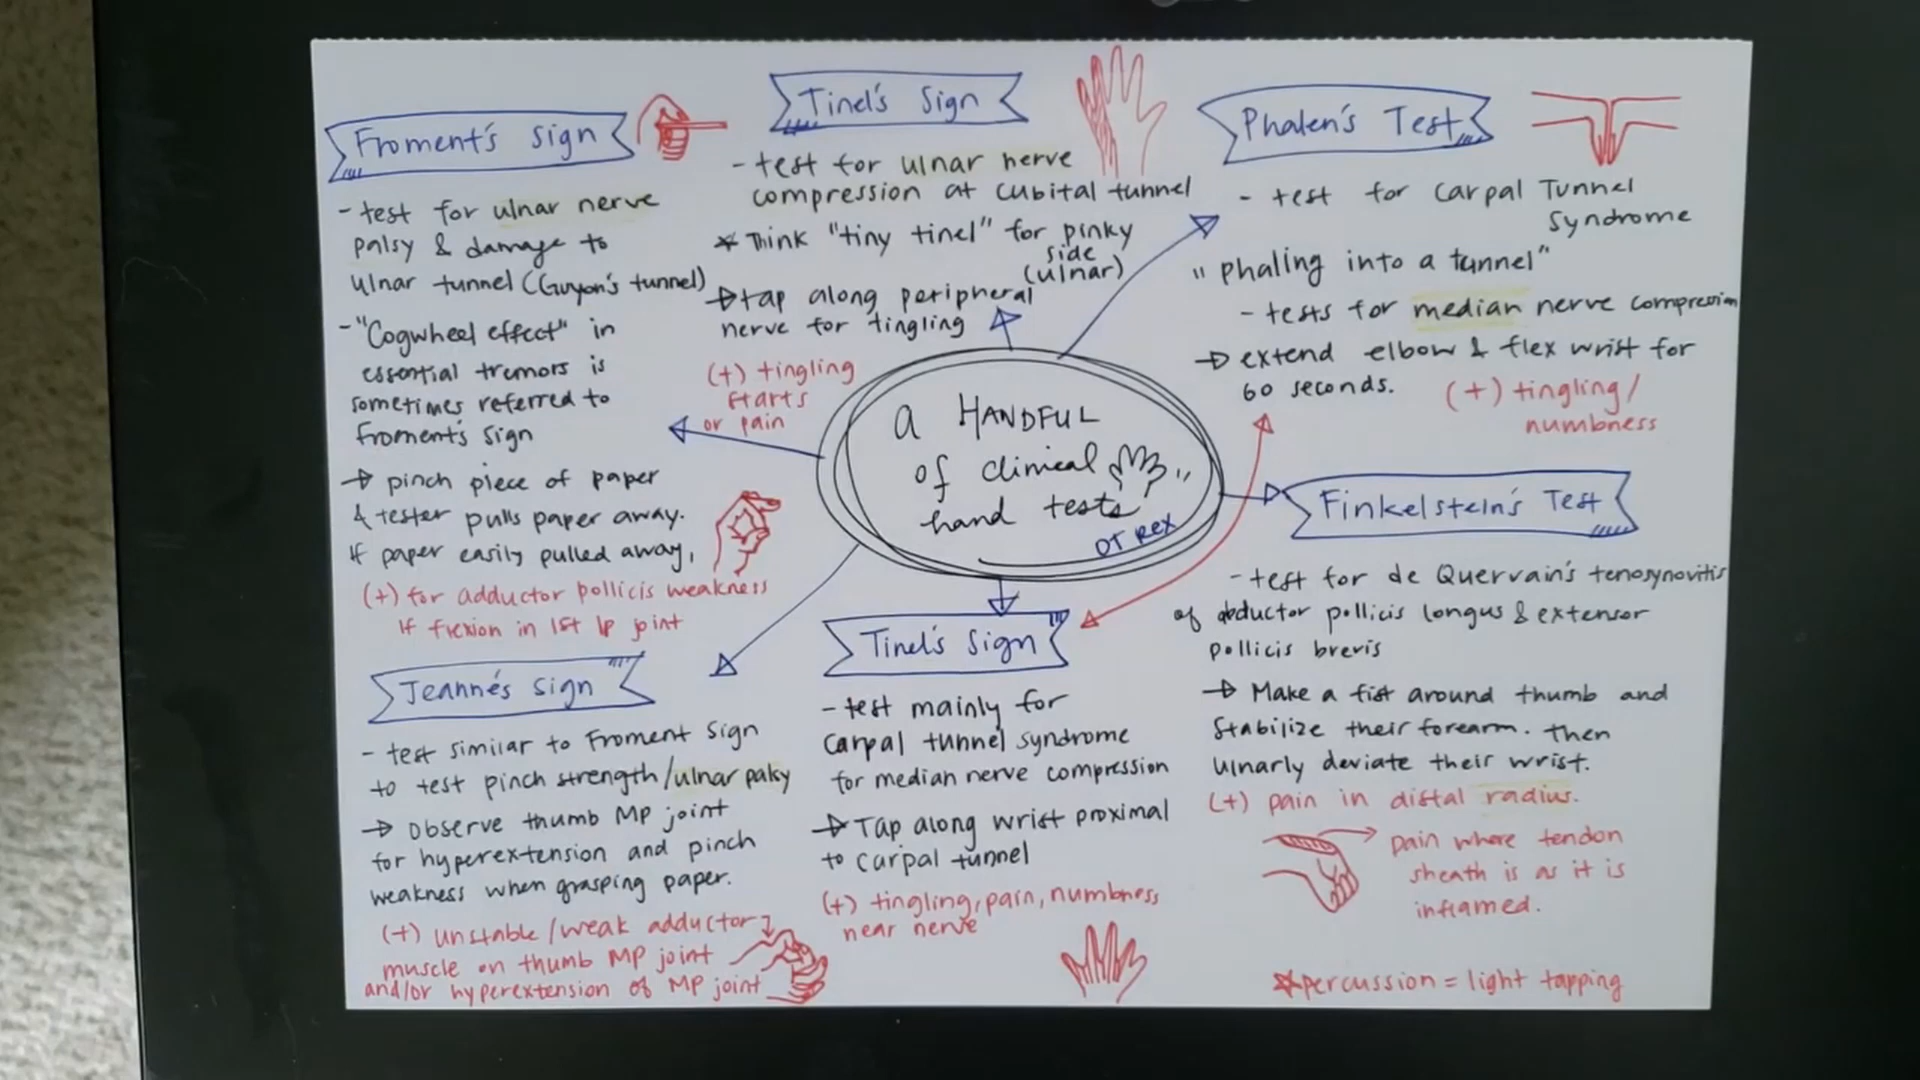 Froment's Sign
- test for ulnar nerve
palsy & damage to
ulnar tunnel (Guyon's tunnel)
- "Cogwheel effect" in
essential tremors is
sometimes referred to
Froment's Sign
→ pinch piece of paper
& tester pulls paper away.
If paper easily pulled away,
(+) for adductor pollicis weakness
If flexion in 1st IP joint
Tinel's Sign
- test for ulnar nerve
compression at cubital tunnel
* Think "tiny tinel" for pinky
side
(ulnar)
→ tap along peripheral
nerve for tingling
(+) tingling
starts
or pain
Phalen's Test
- test for Carpal Tunnel
Syndrome
"phaling into a tunnel"
- tests for median nerve compression
→ extend elbow & flex wrist for
60 seconds.
(+) tingling/
numbness
a HANDFUL
of clinical
hand tests
OT REX
Finkelstein's Test
- test for de Quervain's tenosynovitis
of abductor pollicis longus & extensor
pollicis brevis
→ Make a fist around thumb and
stabilize their forearm. then
ulnarly deviate their wrist.
(+) pain in distal radius.
pain where tendon
sheath is as it is
inflamed.
*percussion = light tapping
Jeanne's Sign
- test similar to Froment Sign
to test pinch strength/ulnar palsy
→ observe thumb MP joint
for hyperextension and pinch
weakness when grasping paper.
(+) unstable/weak adductor
muscle on thumb MP joint
and/or hyperextension of MP joint
Tinel's Sign
- test mainly for
Carpal tunnel syndrome
for median nerve compression
→ Tap along wrist proximal
to carpal tunnel
(+) tingling, pain, numbness
near nerve